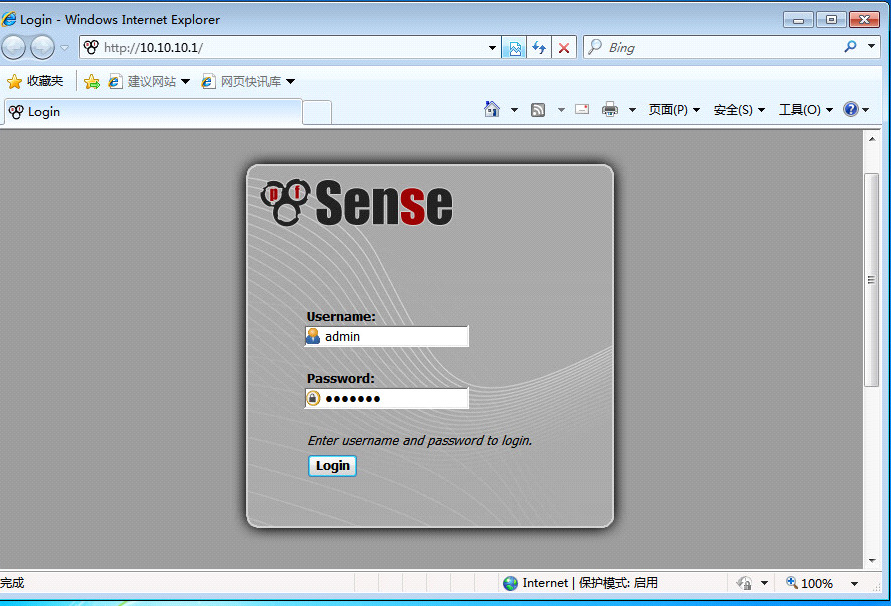 Login - Windows Internet Explorer
http://10.10.10.1/
Bing
收藏夹
建议网站
网页快讯库
Login
页面(P)
安全(S)
工具(O)
pf Sense
Username:
admin
Password:
•••••••
Enter username and password to login.
Login
完成
Internet | 保护模式: 启用
100%